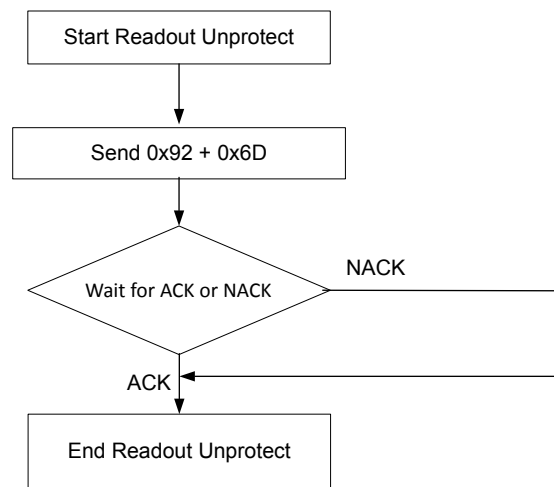 Start Readout Unprotect
Send 0x92 + 0x6D
Wait for ACK or NACK
NACK
ACK
End Readout Unprotect